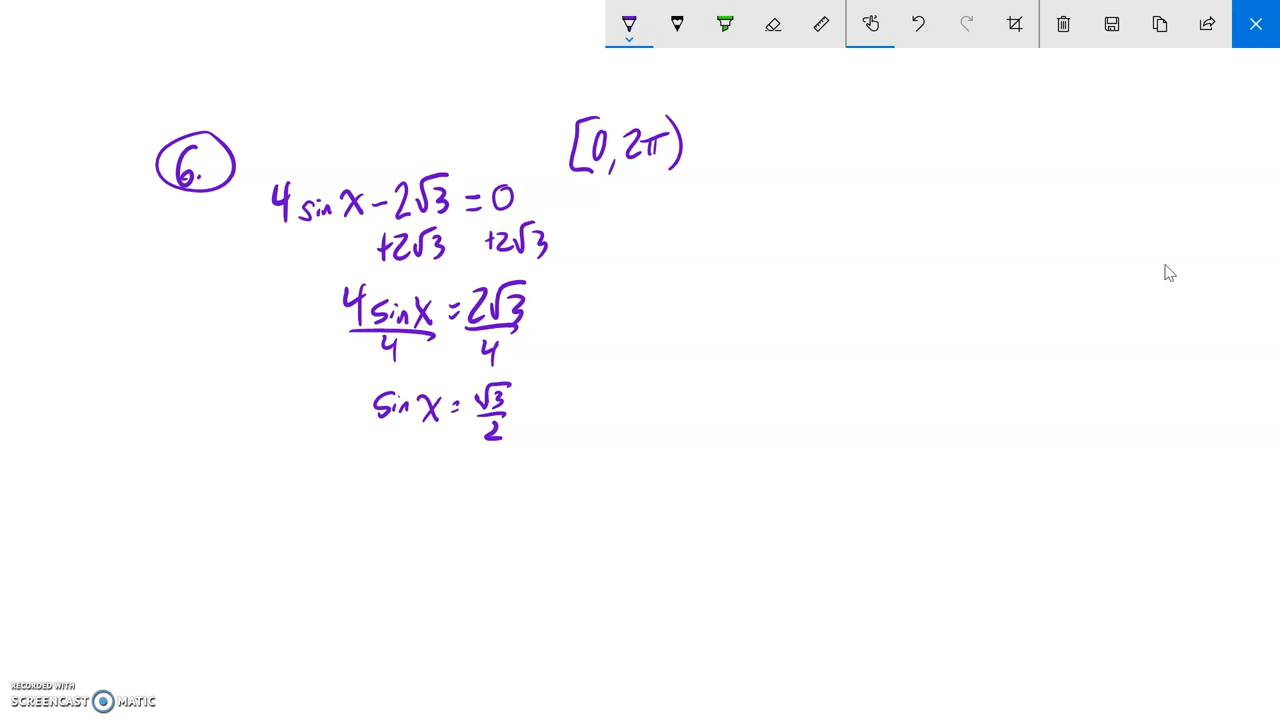 [0, 2π)
6.
4 sin x - 2√3 = 0
+2√3 +2√3
4 sin x = 2√3
4 4
sin x = √3/2
RECORDED WITH
SCREENCAST MATIC